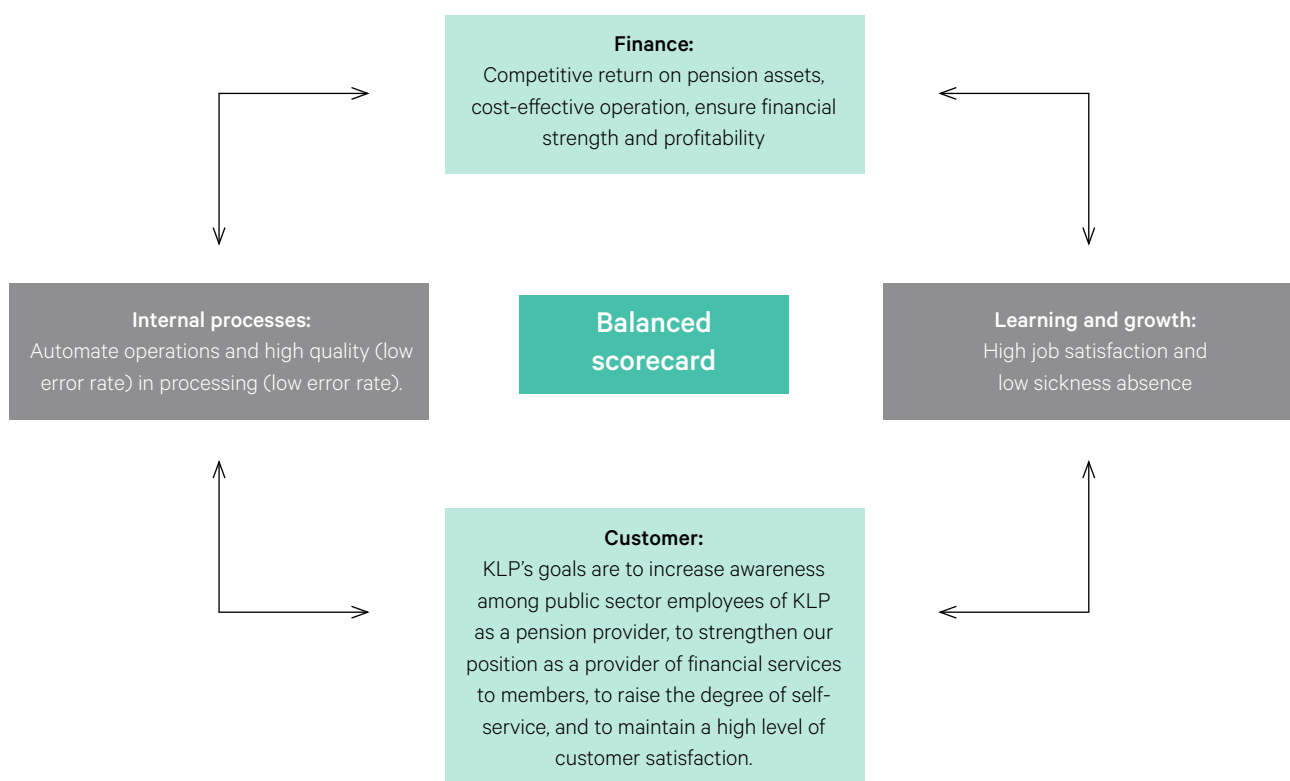 Finance:
Competitive return on pension assets,
cost-effective operation, ensure financial
strength and profitability
Internal processes:
Automate operations and high quality (low
error rate) in processing (low error rate).
Balanced
scorecard
Learning and growth:
High job satisfaction and
low sickness absence
Customer:
KLP’s goals are to increase awareness
among public sector employees of KLP
as a pension provider, to strengthen our
position as a provider of financial services
to members, to raise the degree of self-
service, and to maintain a high level of
customer satisfaction.